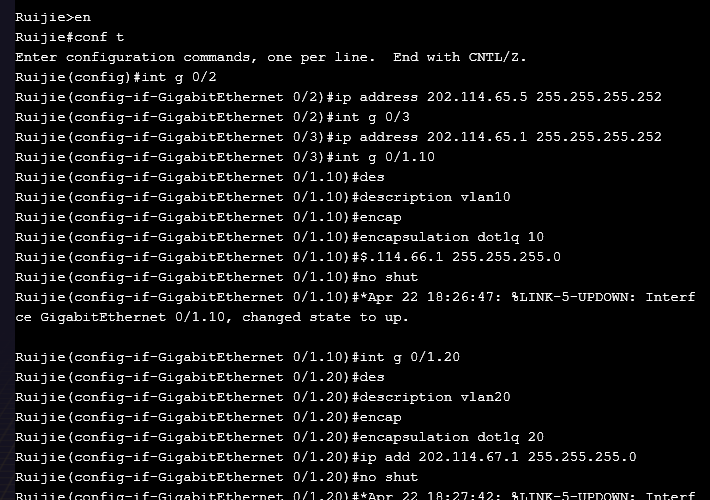 Ruijie>en
Ruijie#conf t
Enter configuration commands, one per line.  End with CNTL/Z.
Ruijie(config)#int g 0/2
Ruijie(config-if-GigabitEthernet 0/2)#ip address 202.114.65.5 255.255.255.252
Ruijie(config-if-GigabitEthernet 0/2)#int g 0/3
Ruijie(config-if-GigabitEthernet 0/3)#ip address 202.114.65.1 255.255.255.252
Ruijie(config-if-GigabitEthernet 0/3)#int g 0/1.10
Ruijie(config-if-GigabitEthernet 0/1.10)#des
Ruijie(config-if-GigabitEthernet 0/1.10)#description vlan10
Ruijie(config-if-GigabitEthernet 0/1.10)#encap
Ruijie(config-if-GigabitEthernet 0/1.10)#encapsulation dot1q 10
Ruijie(config-if-GigabitEthernet 0/1.10)#$.114.66.1 255.255.255.0
Ruijie(config-if-GigabitEthernet 0/1.10)#no shut
Ruijie(config-if-GigabitEthernet 0/1.10)#*Apr 22 18:26:47: %LINK-5-UPDOWN: Interf
ce GigabitEthernet 0/1.10, changed state to up.
Ruijie(config-if-GigabitEthernet 0/1.10)#int g 0/1.20
Ruijie(config-if-GigabitEthernet 0/1.20)#des
Ruijie(config-if-GigabitEthernet 0/1.20)#description vlan20
Ruijie(config-if-GigabitEthernet 0/1.20)#encap
Ruijie(config-if-GigabitEthernet 0/1.20)#encapsulation dot1q 20
Ruijie(config-if-GigabitEthernet 0/1.20)#ip add 202.114.67.1 255.255.255.0
Ruijie(config-if-GigabitEthernet 0/1.20)#no shut
Ruijie(config-if-GigabitEthernet 0/1.20)#*Apr 22 18:27:42: %LINK-5-UPDOWN: Interf